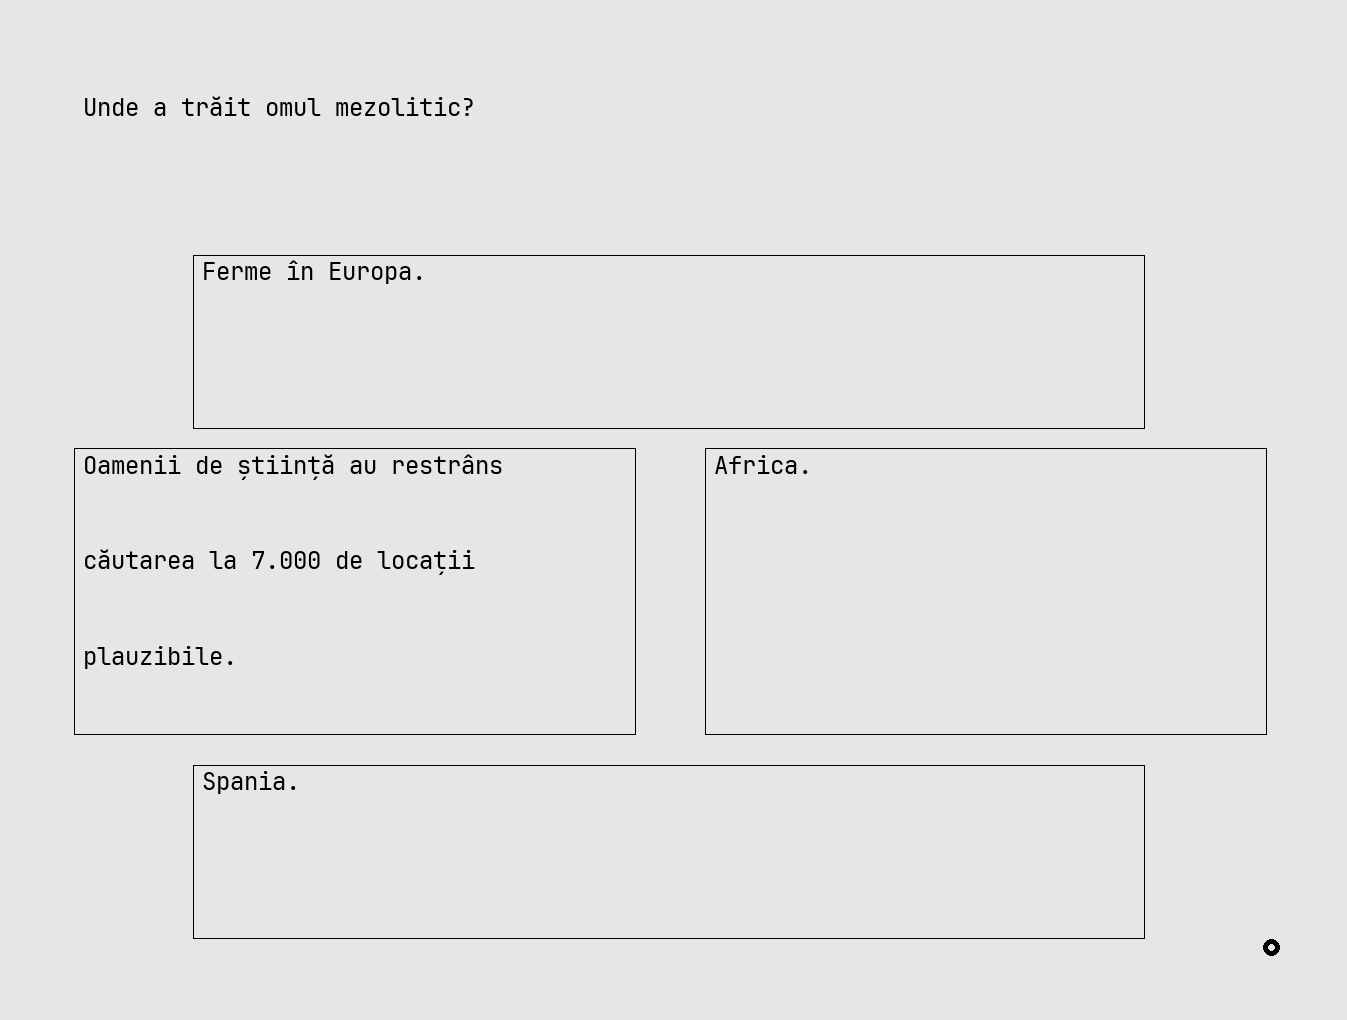 Unde a trăit omul mezolitic?
Ferme în Europa.
Oamenii de știință au restrâns
căutarea la 7.000 de locații
plauzibile.
Africa.
Spania.